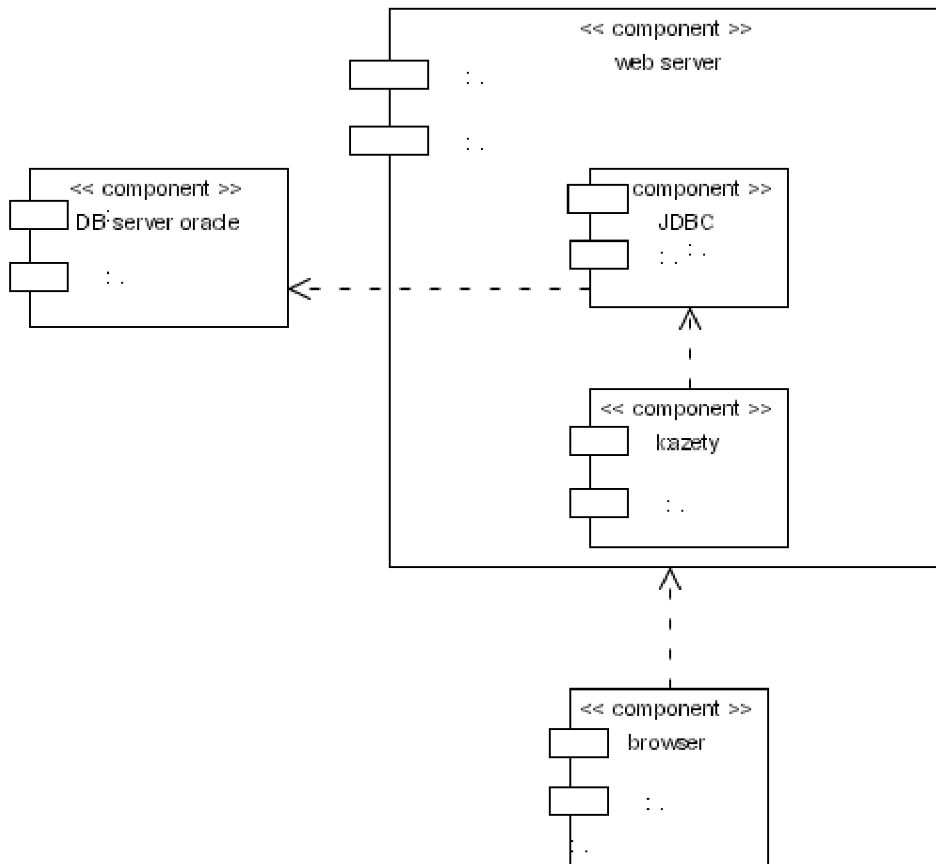 << component >>
web server
: .
: .
<< component >>
DB server oracle
: .
component >>
JDBC
: . : .
<< component >>
kazety
: .
<< component >>
browser
: .
: .